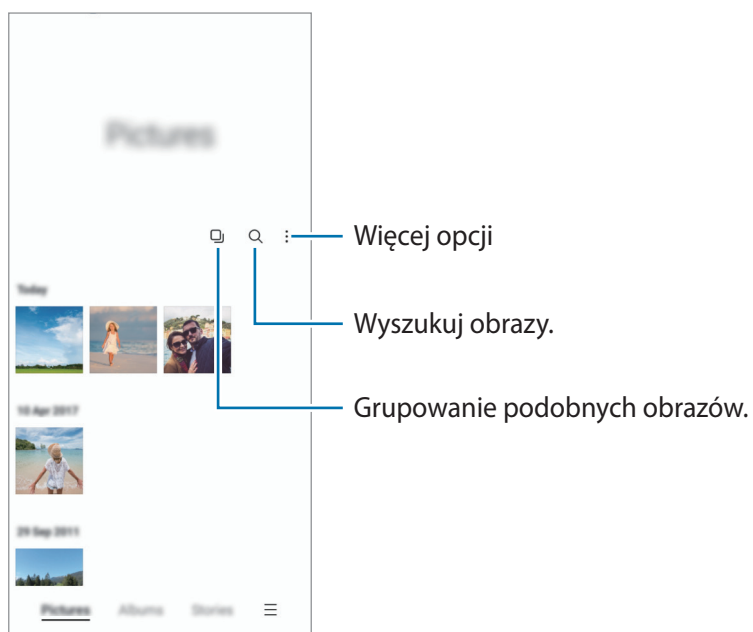 Pictures
Więcej opcji
Today
Wyszukuj obrazy.
10 Apr 2017
Grupowanie podobnych obrazów.
29 Sep 2011
Pictures Albums Stories